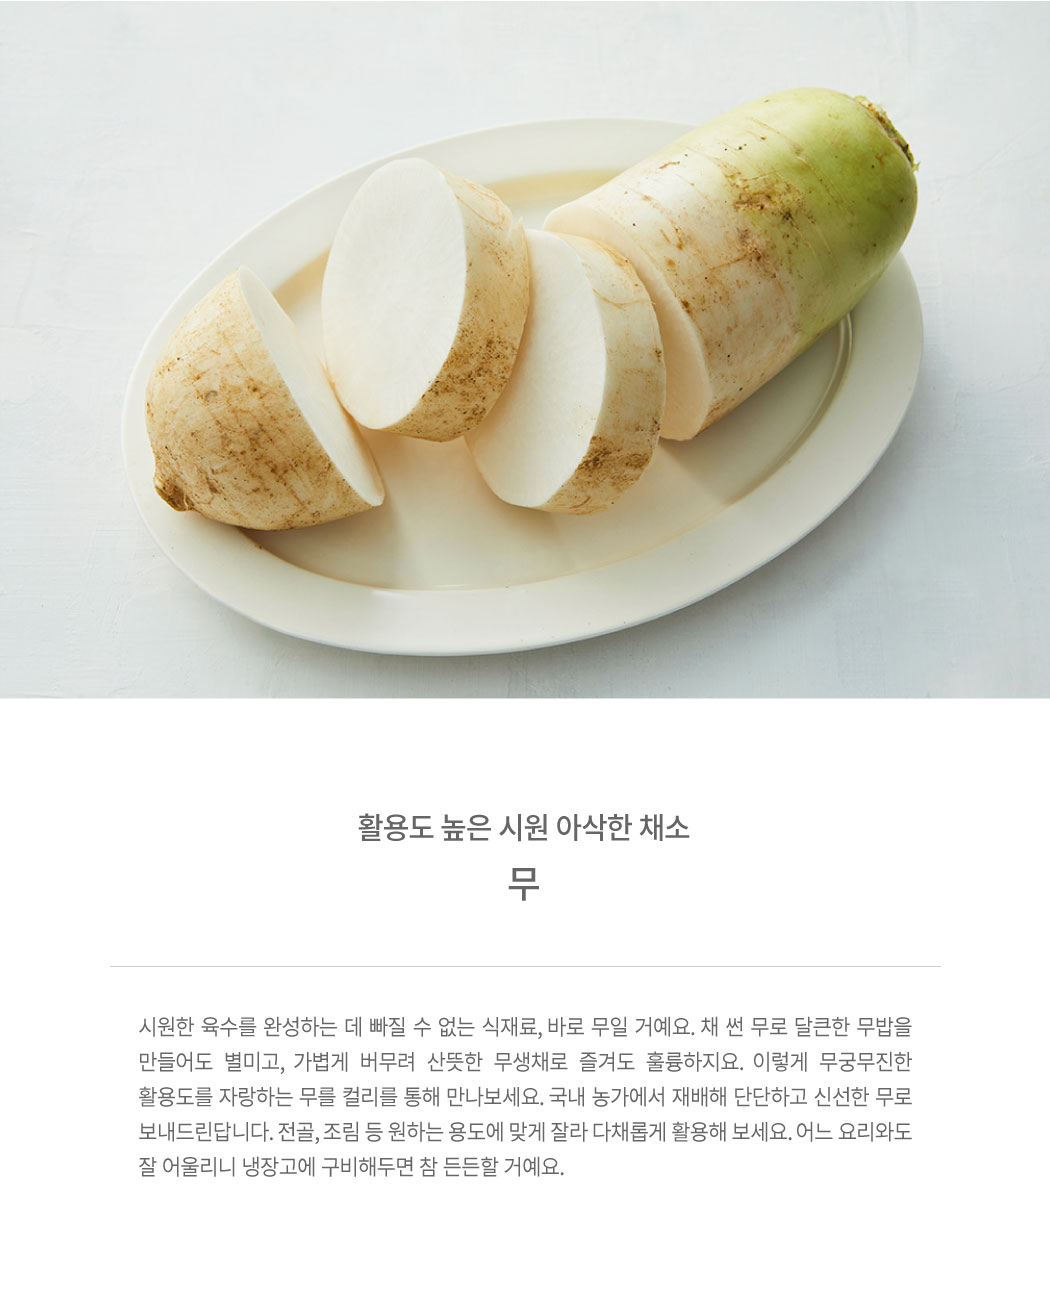 활용도 높은 시원 아삭한 채소
무
시원한 육수를 완성하는 데 빠질 수 없는 식재료, 바로 무일 거예요. 채 썬 무로 달큰한 무밥을
만들어도 별미고, 가볍게 버무려 산뜻한 무생채로 즐겨도 훌륭하지요. 이렇게 무궁무진한
활용도를 자랑하는 무를 컬리를 통해 만나보세요. 국내 농가에서 재배해 단단하고 신선한 무로
보내드린답니다. 전골, 조림 등 원하는 용도에 맞게 잘라 다채롭게 활용해 보세요. 어느 요리와도
잘 어울리니 냉장고에 구비해두면 참 든든할 거예요.